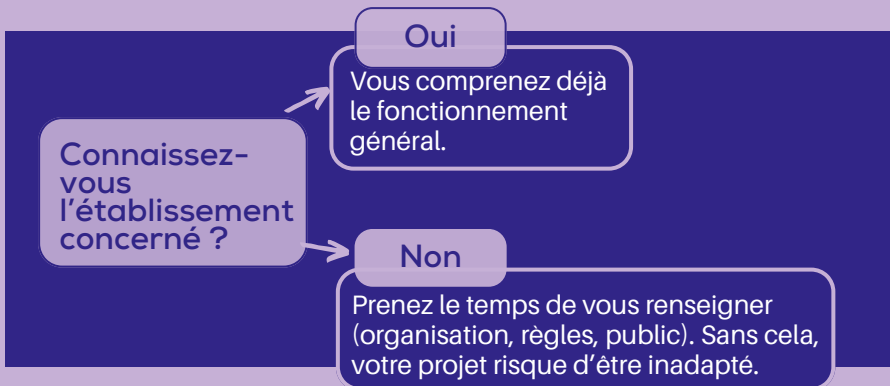 Connaissez-
vous
l'établissement
concerné ?
Oui
Vous comprenez déjà
le fonctionnement
général.
Non
Prenez le temps de vous renseigner
(organisation, règles, public). Sans cela,
votre projet risque d'être inadapté.